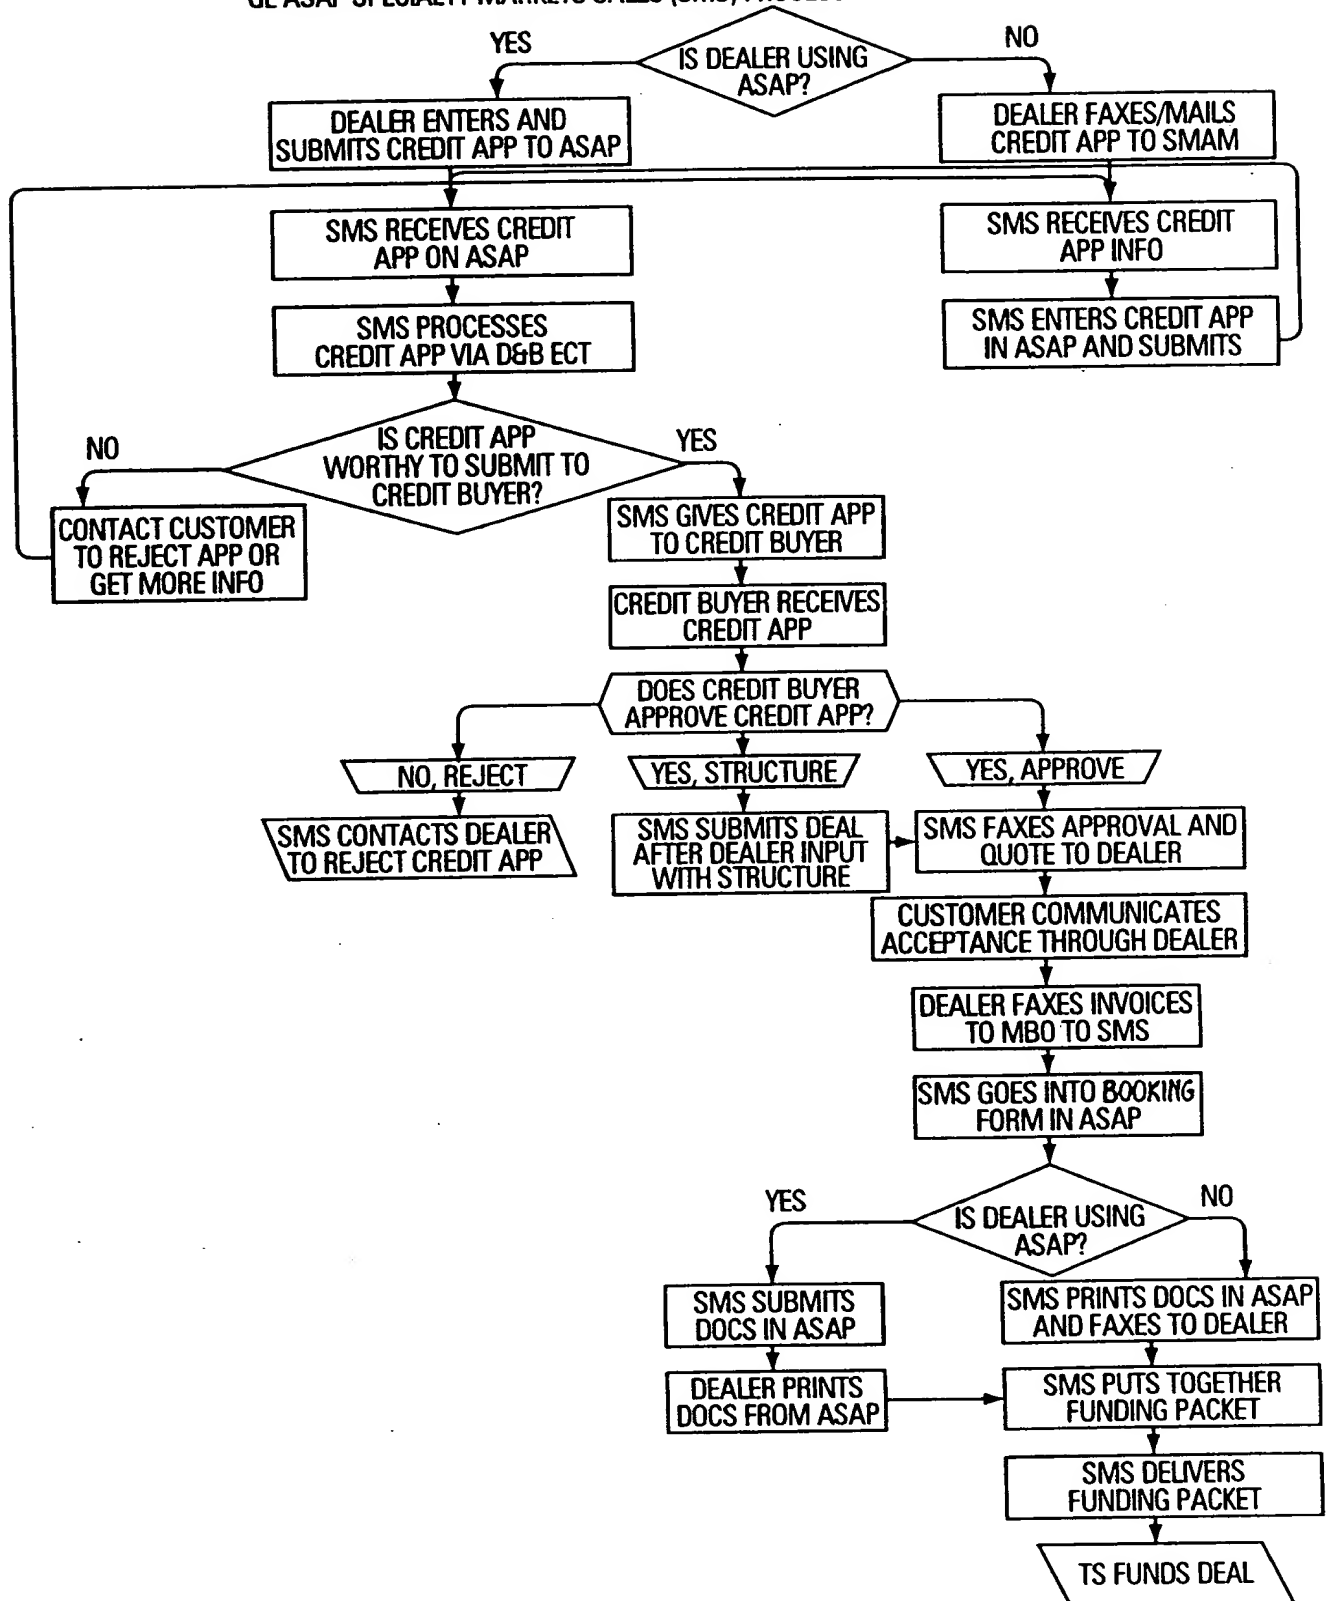 YES
NO
IS DEALER USING
ASAP?
DEALER ENTERS AND
SUBMITS CREDIT APP TO ASAP
DEALER FAXES/MAILS
CREDIT APP TO SMAM
SMS RECEIVES CREDIT
APP ON ASAP
SMS RECEIVES CREDIT
APP INFO
SMS PROCESSES
CREDIT APP VIA D&B ECT
SMS ENTERS CREDIT APP
IN ASAP AND SUBMITS
NO
IS CREDIT APP
WORTHY TO SUBMIT TO
CREDIT BUYER?
YES
CONTACT CUSTOMER
TO REJECT APP OR
GET MORE INFO
SMS GIVES CREDIT APP
TO CREDIT BUYER
CREDIT BUYER RECEIVES
CREDIT APP
DOES CREDIT BUYER
APPROVE CREDIT APP?
NO, REJECT
YES, STRUCTURE
YES, APPROVE
SMS CONTACTS DEALER
TO REJECT CREDIT APP
SMS SUBMITS DEAL
AFTER DEALER INPUT
WITH STRUCTURE
SMS FAXES APPROVAL AND
QUOTE TO DEALER
CUSTOMER COMMUNICATES
ACCEPTANCE THROUGH DEALER
DEALER FAXES INVOICES
TO MBO TO SMS
SMS GOES INTO BOOKING
FORM IN ASAP
YES
NO
IS DEALER USING
ASAP?
SMS SUBMITS
DOCS IN ASAP
SMS PRINTS DOCS IN ASAP
AND FAXES TO DEALER
DEALER PRINTS
DOCS FROM ASAP
SMS PUTS TOGETHER
FUNDING PACKET
SMS DELIVERS
FUNDING PACKET
TS FUNDS DEAL